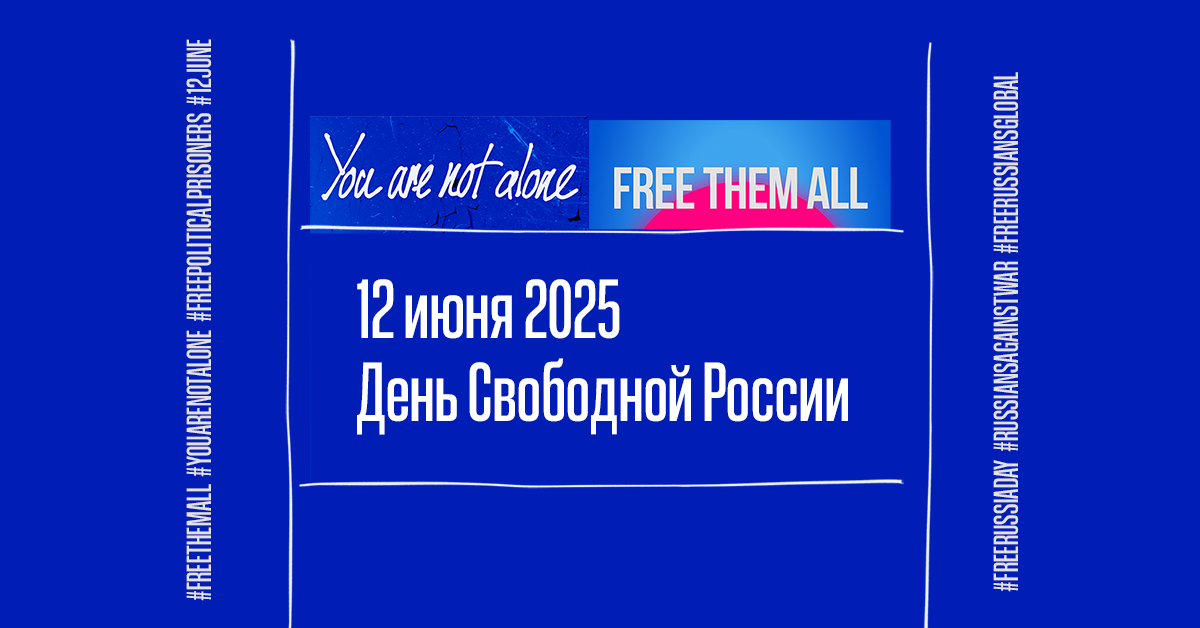 #FREETHEMALL #YOUARENOTALONE #FREEPOLITICALPRISONERS #12JUNE
You are not alone
FREE THEM ALL
12 июня 2025
День Свободной России
#FREERUSSIADAY #RUSSIANSAGAINSTWAR #FREERUSSIANSGLOBAL